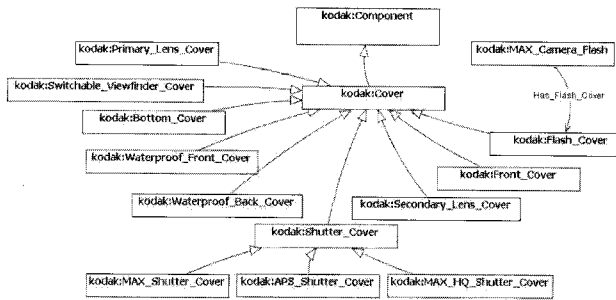 kodak:Component
kodak:Primary_Lens_Cover
kodak:MAX_Camera_Flash
kodak:Switchable_Viewfinder_Cover
kodak:Cover
Has_Flash_Cover
kodak:Bottom_Cover
kodak:Flash_Cover
kodak:Waterproof_Front_Cover
kodak:Front_Cover
kodak:Waterproof_Back_Cover
kodak:Secondary_Lens_Cover
kodak:Shutter_Cover
kodak:MAX_Shutter_Cover
kodak:APS_Shutter_Cover
kodak:MAX_HQ_Shutter_Cover